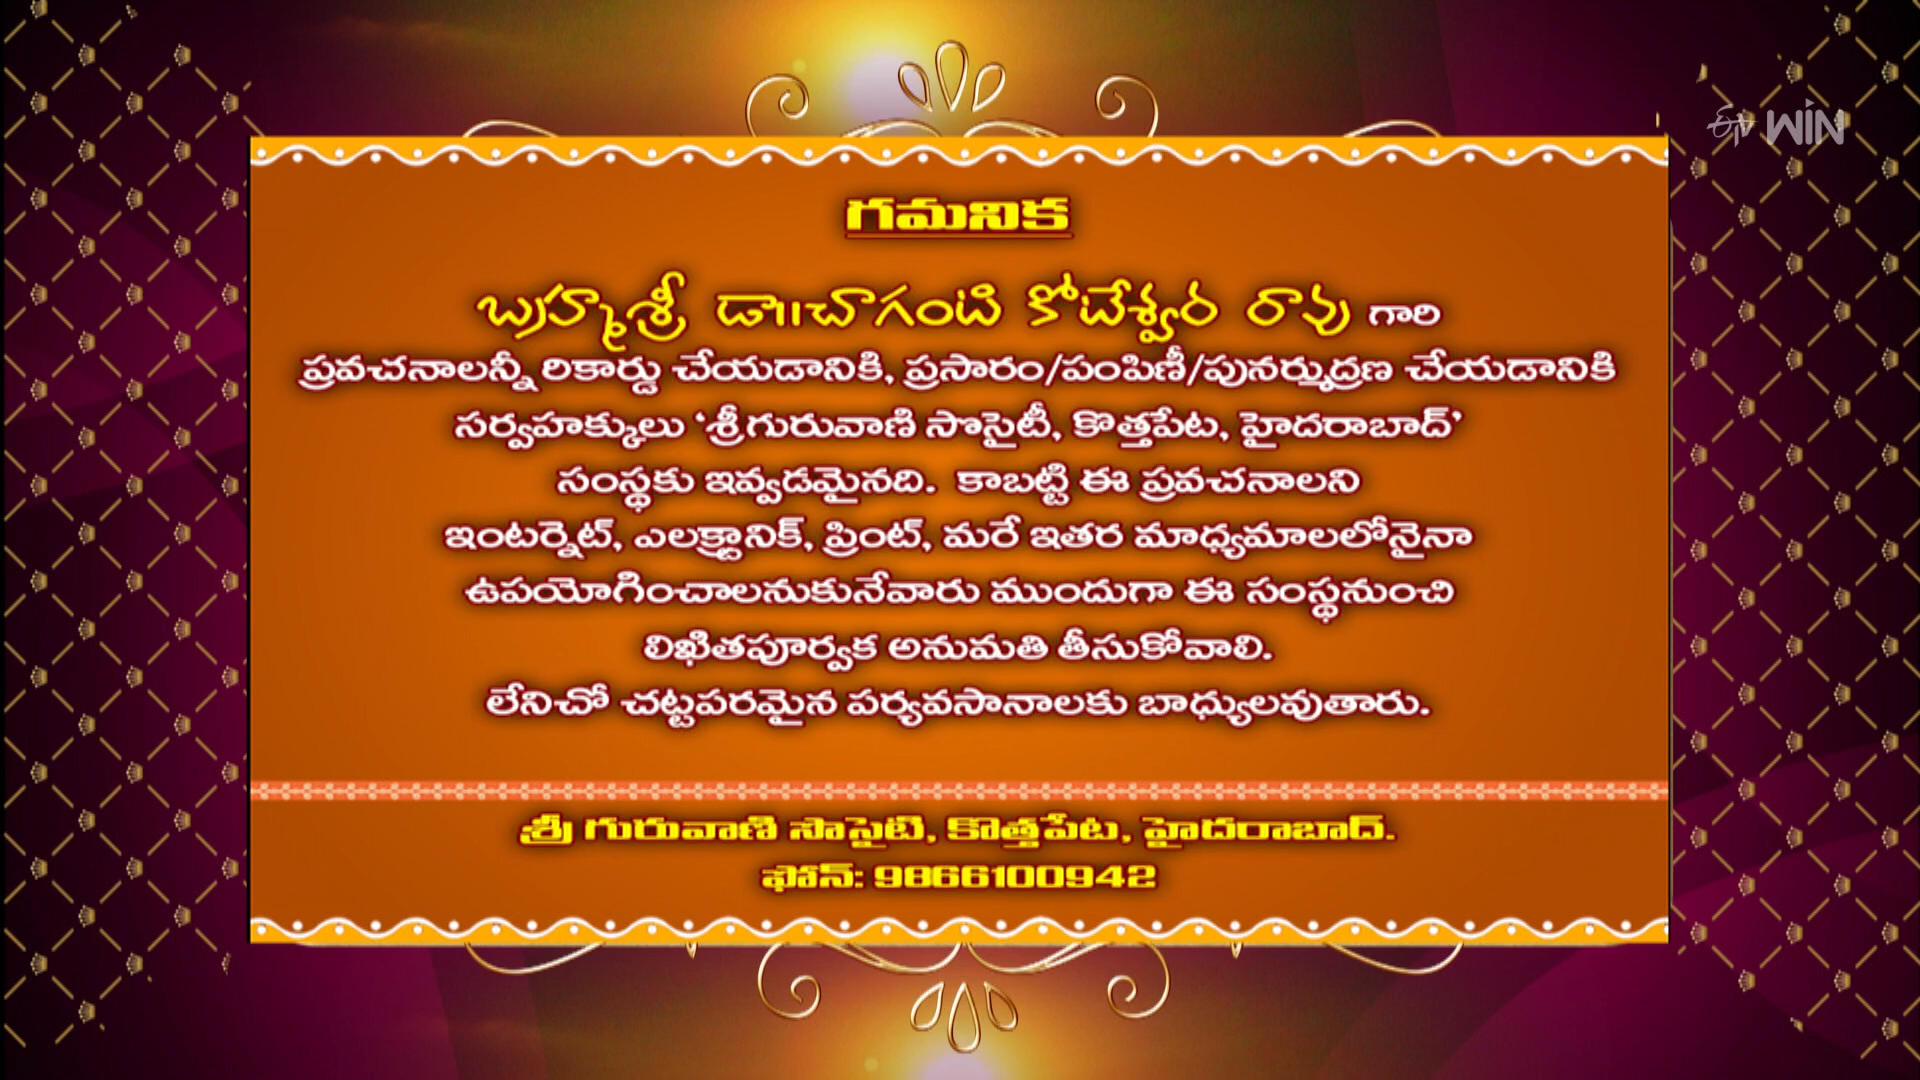 ఈటీవీ WIN
గమనిక
బ్రహ్మశ్రీ డా॥చాగంటి కోటేశ్వర రావు గారి
ప్రవచనాలన్నీ రికార్డు చేయడానికి, ప్రసారం/పంపిణీ/పునర్ముద్రణ చేయడానికి
సర్వహక్కులు ‘శ్రీగురువాణి సొసైటీ, కొత్తపేట, హైదరాబాద్’
సంస్థకు ఇవ్వడమైనది. కాబట్టి ఈ ప్రవచనాలని
ఇంటర్నెట్, ఎలక్ట్రానిక్, ప్రింట్, మరే ఇతర మాధ్యమాలలోనైనా
ఉపయోగించాలనుకునేవారు ముందుగా ఈ సంస్థనుంచి
లిఖితపూర్వక అనుమతి తీసుకోవాలి.
లేనిచో చట్టపరమైన పర్యవసానాలకు బాధ్యులవుతారు.
శ్రీ గురువాణి సొసైటి, కొత్తపేట, హైదరాబాద్.
ఫోన్: 9866100942